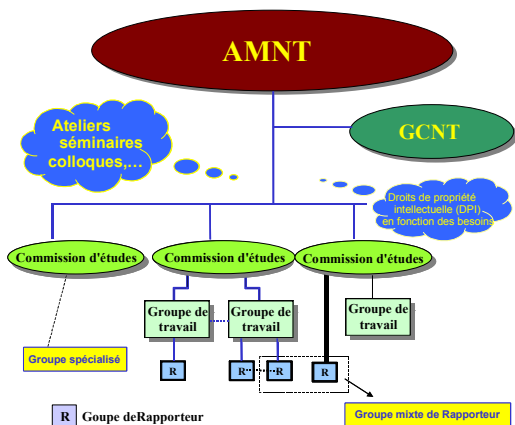 AMNT
GCNT
Ateliers
séminaires
colloques,...
Droits de propriété
intellectuelle (DPI)
en fonction des besoins
Commission d'études
Commission d'études
Commission d'études
Groupe de
travail
Groupe de
travail
Groupe de
travail
Groupe spécialisé
R
R
R
R
R Goupe deRapporteur
Groupe mixte de Rapporteur